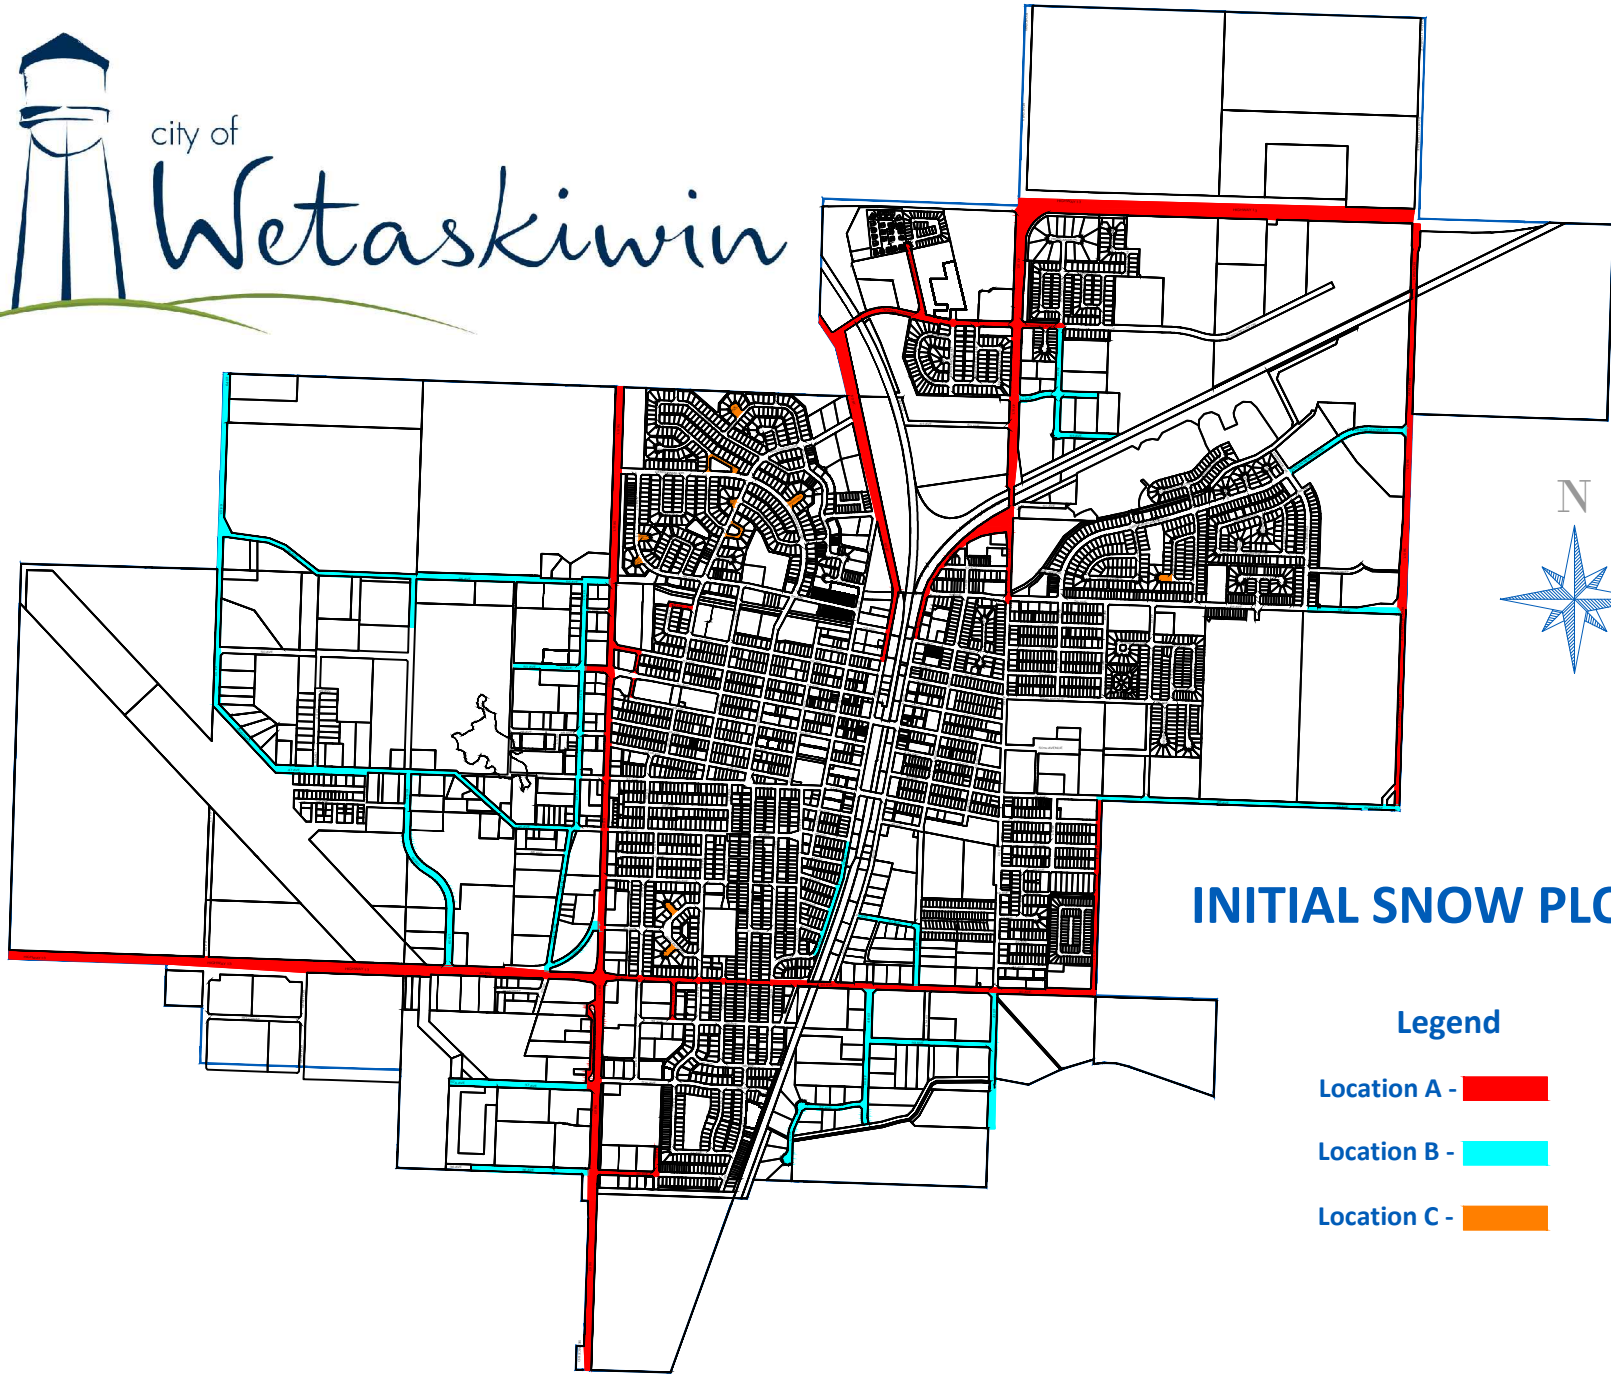 city of
Wetaskiwin
N
INITIAL SNOW PLO
Legend
Location A -
Location B -
Location C -